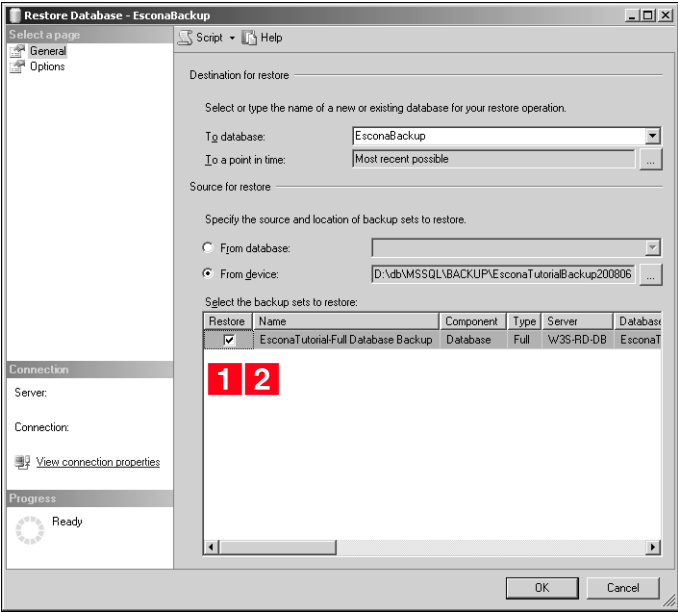 Restore Database - EsconaBackup
Select a page
General
Options
Script
Help
Destination for restore
Select or type the name of a new or existing database for your restore operation.
To database:
EsconaBackup
To a point in time:
Most recent possible
...
Source for restore
Specify the source and location of backup sets to restore.
From database:
From device:
D:\db\MSSQL\BACKUP\EsconaTutorialBackup200806
...
Select the backup sets to restore:
Restore Name Component Type Server Database
EsconaTutorial-Full Database Backup Database Full W3S-RD-DB EsconaT
1 2
Connection
Server:
Connection:
View connection properties
Progress
Ready
OK Cancel